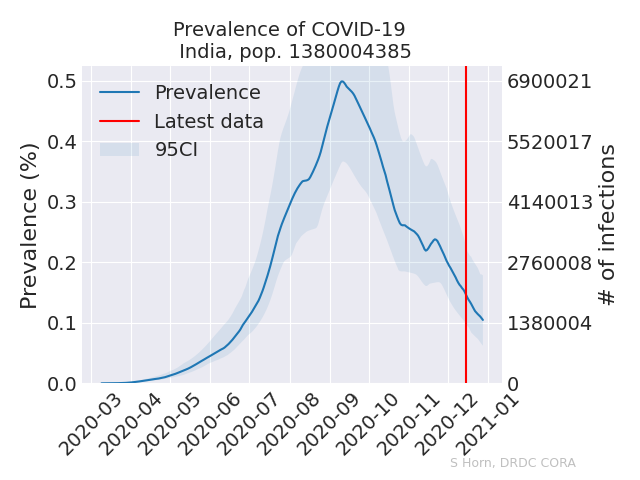 Prevalence of COVID-19
India, pop. 1380004385
Prevalence
Latest data
95CI
Prevalence (%)
0.5
0.4
0.3
0.2
0.1
0.0
6900021
5520017
4140013
2760008
1380004
0
# of infections
2020-03
2020-04
2020-05
2020-06
2020-07
2020-08
2020-09
2020-10
2020-11
2020-12
2021-01
S Horn, DRDC CORA